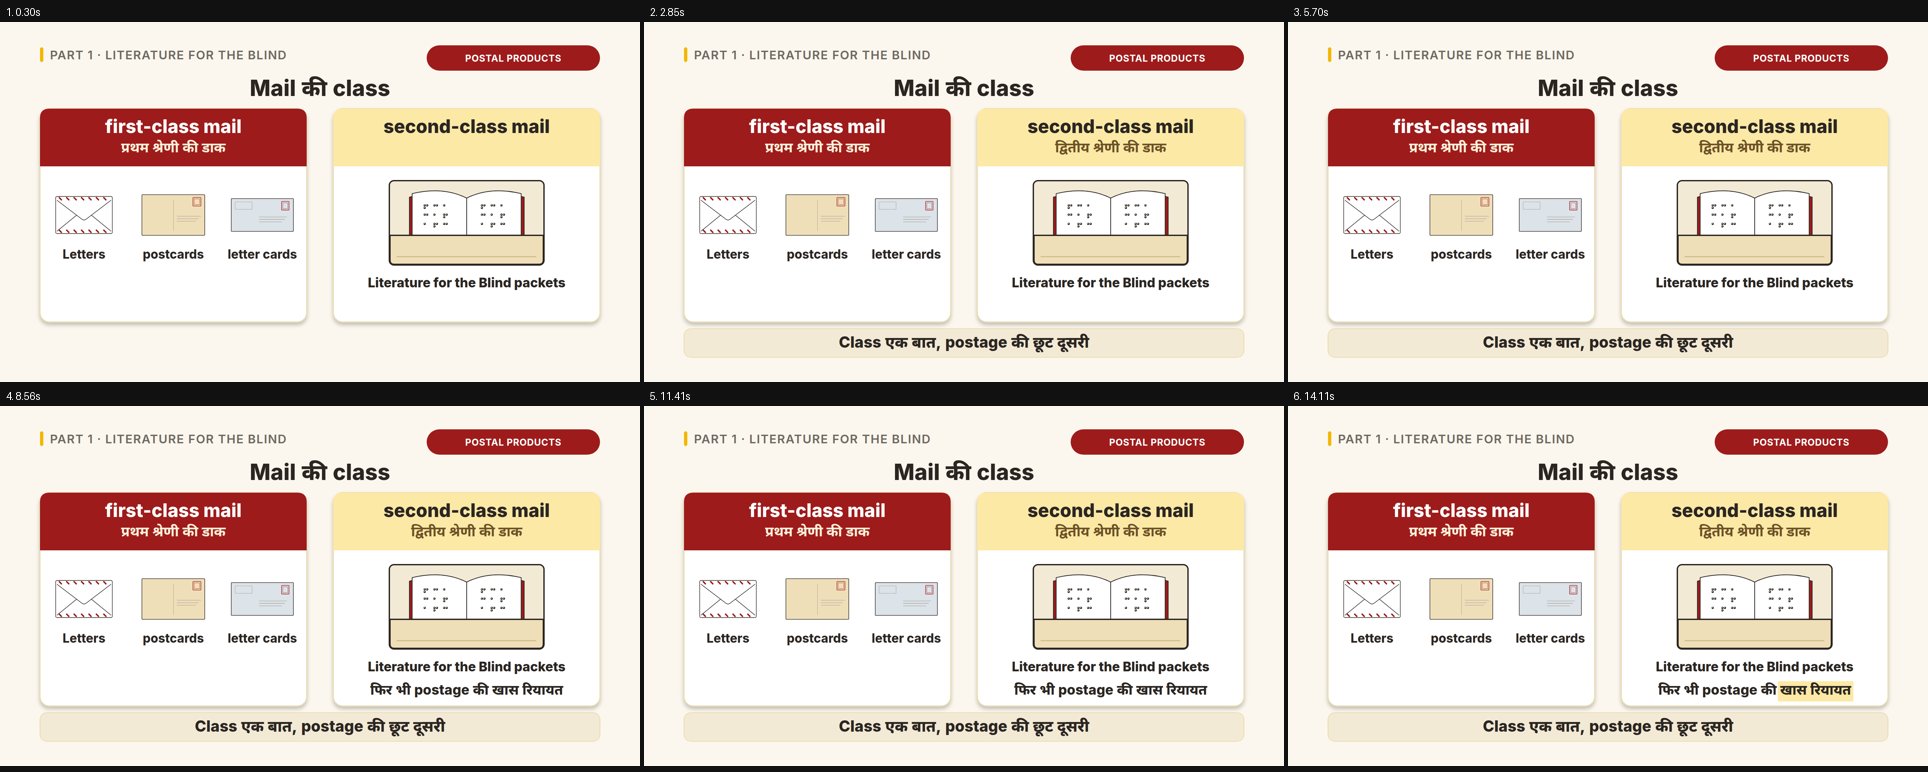 1. 0.30s
PART 1 · LITERATURE FOR THE BLIND
POSTAL PRODUCTS
Mail की class
first-class mail
प्रथम श्रेणी की डाक
second-class mail
Letters
postcards
letter cards
Literature for the Blind packets
2. 2.85s
PART 1 · LITERATURE FOR THE BLIND
POSTAL PRODUCTS
Mail की class
first-class mail
प्रथम श्रेणी की डाक
second-class mail
द्वितीय श्रेणी की डाक
Letters
postcards
letter cards
Literature for the Blind packets
Class एक बात, postage की छूट दूसरी
3. 5.70s
PART 1 · LITERATURE FOR THE BLIND
POSTAL PRODUCTS
Mail की class
first-class mail
प्रथम श्रेणी की डाक
second-class mail
द्वितीय श्रेणी की डाक
Letters
postcards
letter cards
Literature for the Blind packets
Class एक बात, postage की छूट दूसरी
4. 8.56s
PART 1 · LITERATURE FOR THE BLIND
POSTAL PRODUCTS
Mail की class
first-class mail
प्रथम श्रेणी की डाक
second-class mail
द्वितीय श्रेणी की डाक
Letters
postcards
letter cards
Literature for the Blind packets
फिर भी postage की खास रियायत
Class एक बात, postage की छूट दूसरी
5. 11.41s
PART 1 · LITERATURE FOR THE BLIND
POSTAL PRODUCTS
Mail की class
first-class mail
प्रथम श्रेणी की डाक
second-class mail
द्वितीय श्रेणी की डाक
Letters
postcards
letter cards
Literature for the Blind packets
फिर भी postage की खास रियायत
Class एक बात, postage की छूट दूसरी
6. 14.11s
PART 1 · LITERATURE FOR THE BLIND
POSTAL PRODUCTS
Mail की class
first-class mail
प्रथम श्रेणी की डाक
second-class mail
द्वितीय श्रेणी की डाक
Letters
postcards
letter cards
Literature for the Blind packets
फिर भी postage की खास रियायत
Class एक बात, postage की छूट दूसरी